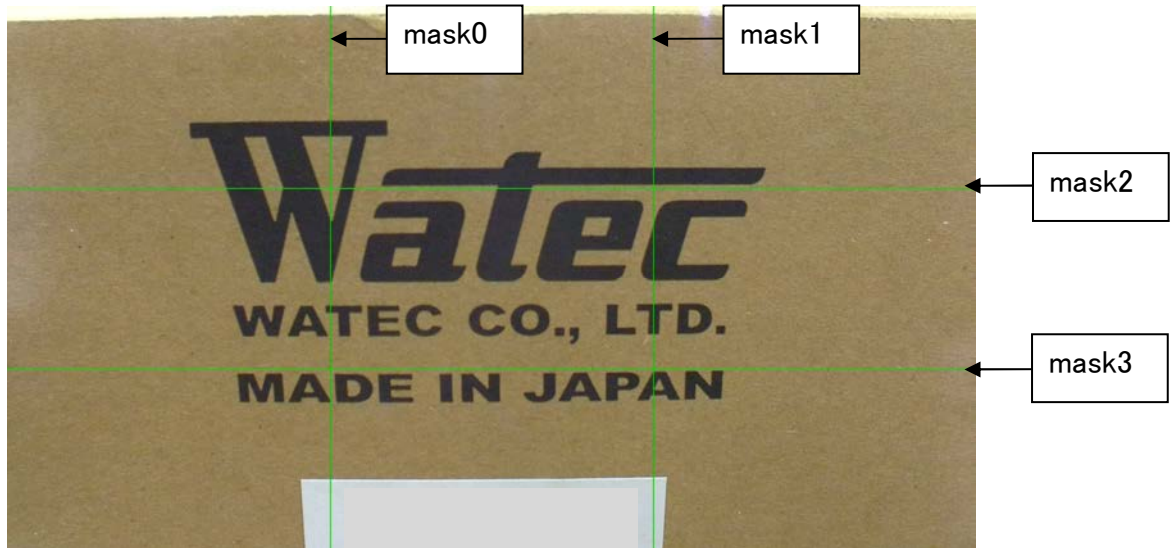 mask0
mask1
mask2
mask3
Watec
WATEC CO., LTD.
MADE IN JAPAN